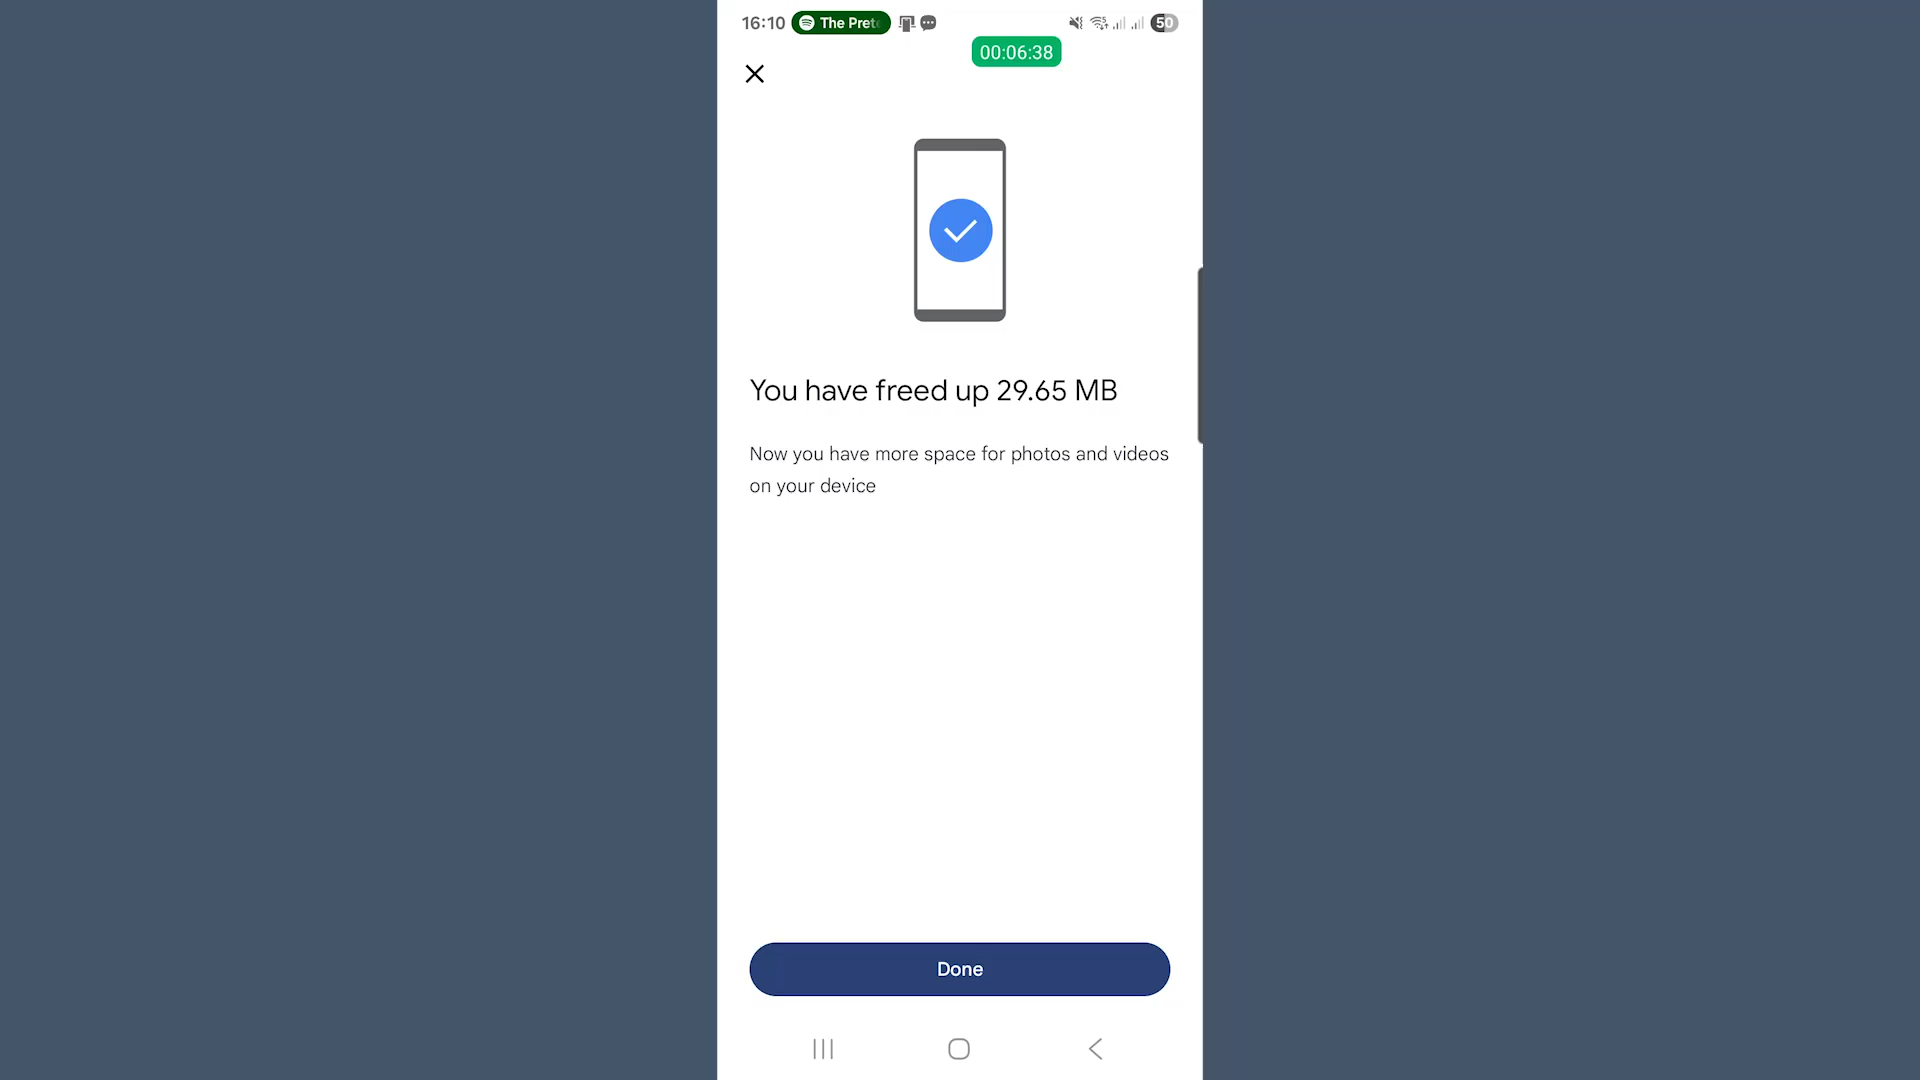 16:10 The Prete 50
00:06:38
You have freed up 29.65 MB
Now you have more space for photos and videos
on your device
Done